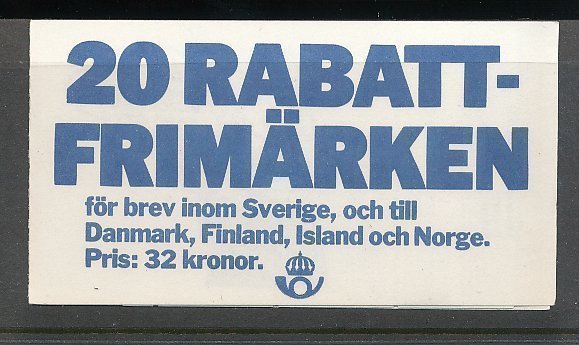 20 RABATT-
FRIMÄRKEN
för brev inom Sverige, och till
Danmark, Finland, Island och Norge.
Pris: 32 kronor.